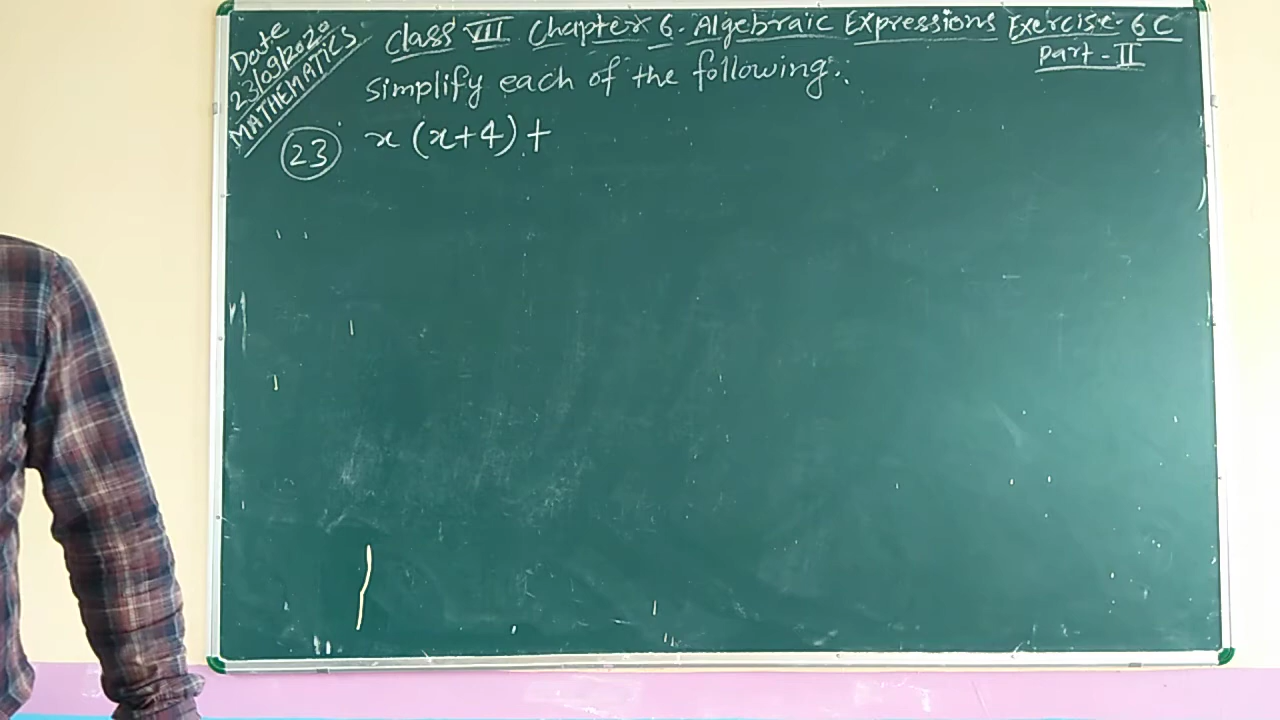 Date
23/09/2020
MATHEMATICS
Class VII Chapter 6. Algebraic Expressions Exercise-6C
Part-II
Simplify each of the following.:
23 x(x+4)+